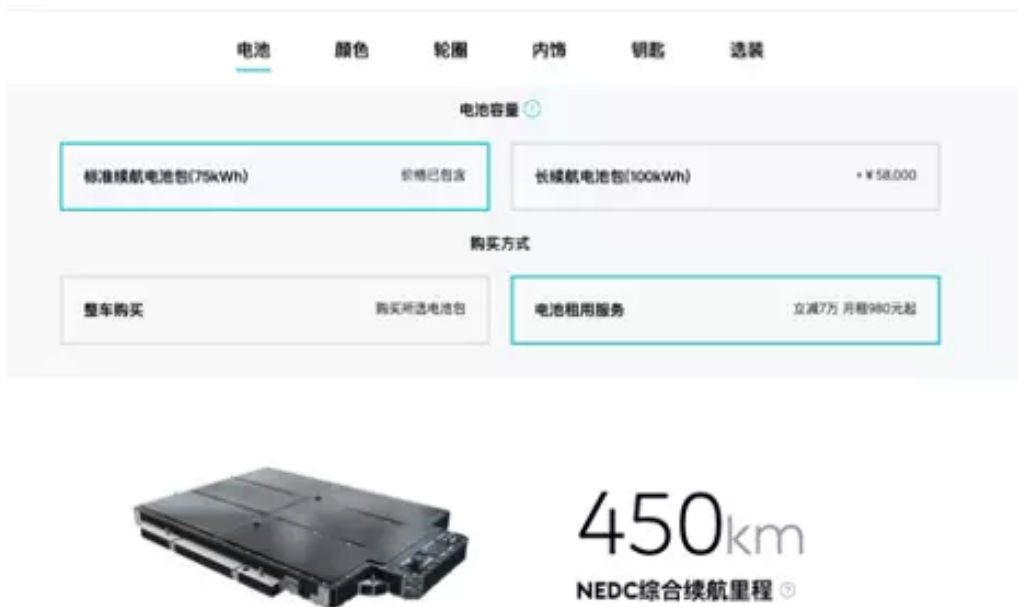 电池 颜色 轮圈 内饰 钥匙 选装
电池容量
标准续航电池包(75kWh) 价格已包含 长续航电池包(100kWh) +￥58,000
购买方式
整车购买 购买所选电池包 电池租用服务 立减7万 月租980元起
450km
NEDC综合续航里程